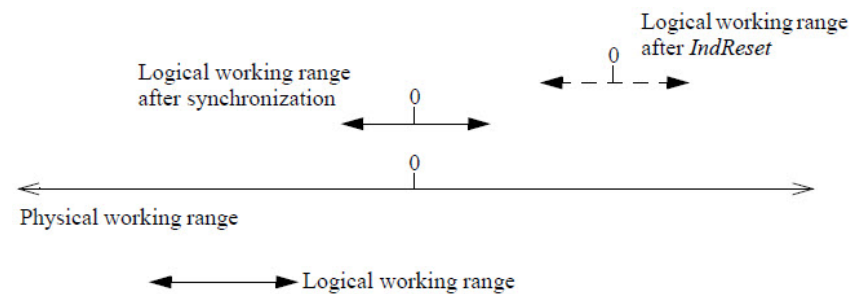 Logical working range
after IndReset
0
Logical working range
after synchronization
0
0
Physical working range
Logical working range